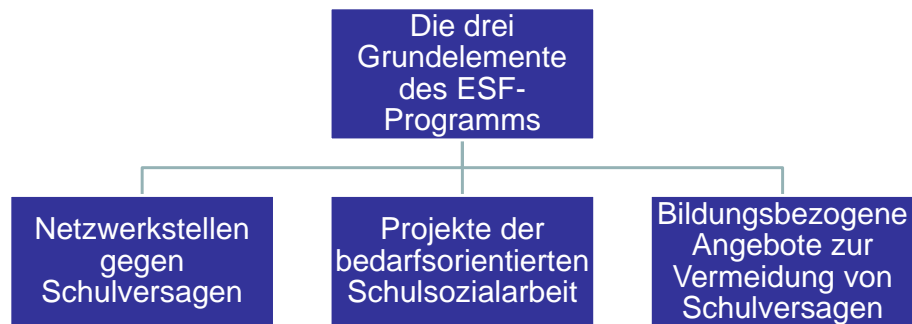 Die drei
Grundelemente
des ESF-
Programms
Netzwerkstellen
gegen
Schulversagen
Projekte der
bedarfsorientierten
Schulsozialarbeit
Bildungsbezogene
Angebote zur
Vermeidung von
Schulversagen